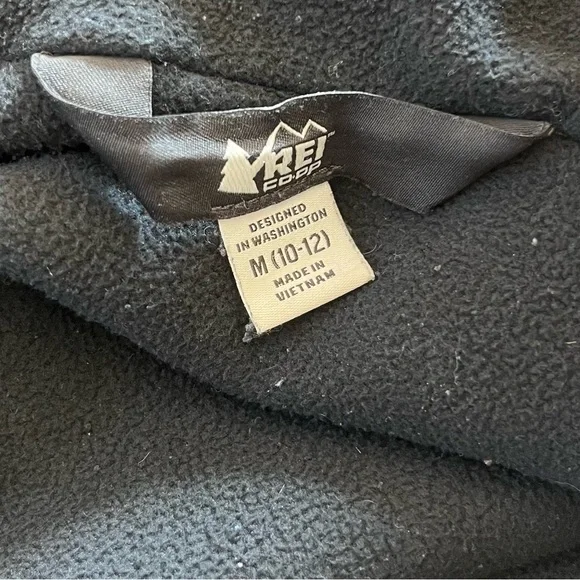 REI
CO·OP
DESIGNED
IN WASHINGTON
M (10-12)
MADE IN
VIETNAM